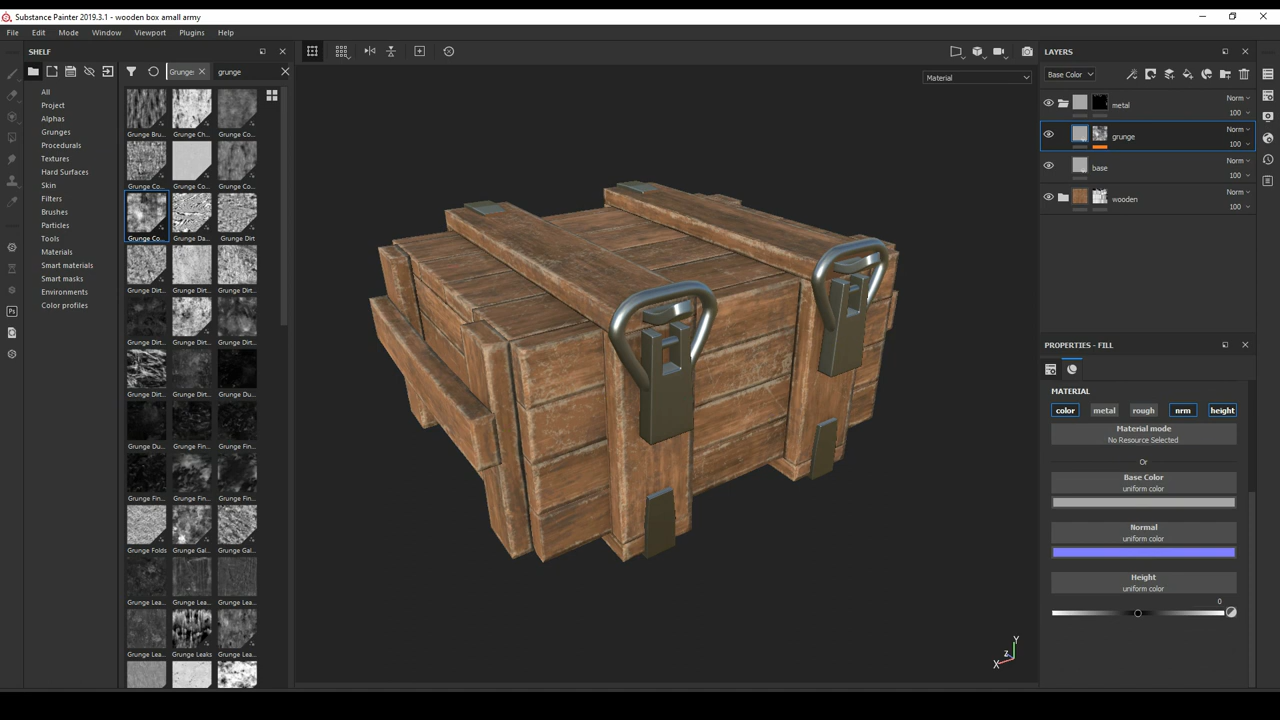 Substance Painter 2019.3.1 - wooden box amall army
File Edit Mode Window Viewport Plugins Help
SHELF
Grunge:
grunge
All
Project
Alphas
Grunges
Procedurals
Textures
Hard Surfaces
Skin
Filters
Brushes
Particles
Tools
Materials
Smart materials
Smart masks
Environments
Color profiles
Grunge Bru... Grunge Ch... Grunge Co...
Grunge Co... Grunge Co... Grunge Co...
Grunge Co... Grunge Da... Grunge Dirt
Grunge Dirt... Grunge Dirt... Grunge Dirt...
Grunge Dirt... Grunge Dirt... Grunge Dirt...
Grunge Dirt... Grunge Dirt... Grunge Du...
Grunge Du... Grunge Fin... Grunge Fin...
Grunge Fin... Grunge Fin... Grunge Fin...
Grunge Folds Grunge Gal... Grunge Gal...
Grunge Lea... Grunge Lea... Grunge Lea...
Grunge Lea... Grunge Leaks Grunge Lea...
Ps
Material
Y
Z
X
LAYERS
Base Color
metal
Norm
100
grunge
Norm
100
base
Norm
100
wooden
Norm
100
PROPERTIES - FILL
MATERIAL
color metal rough nrm height
Material mode
No Resource Selected
Or
Base Color
uniform color
Normal
uniform color
Height
uniform color
0